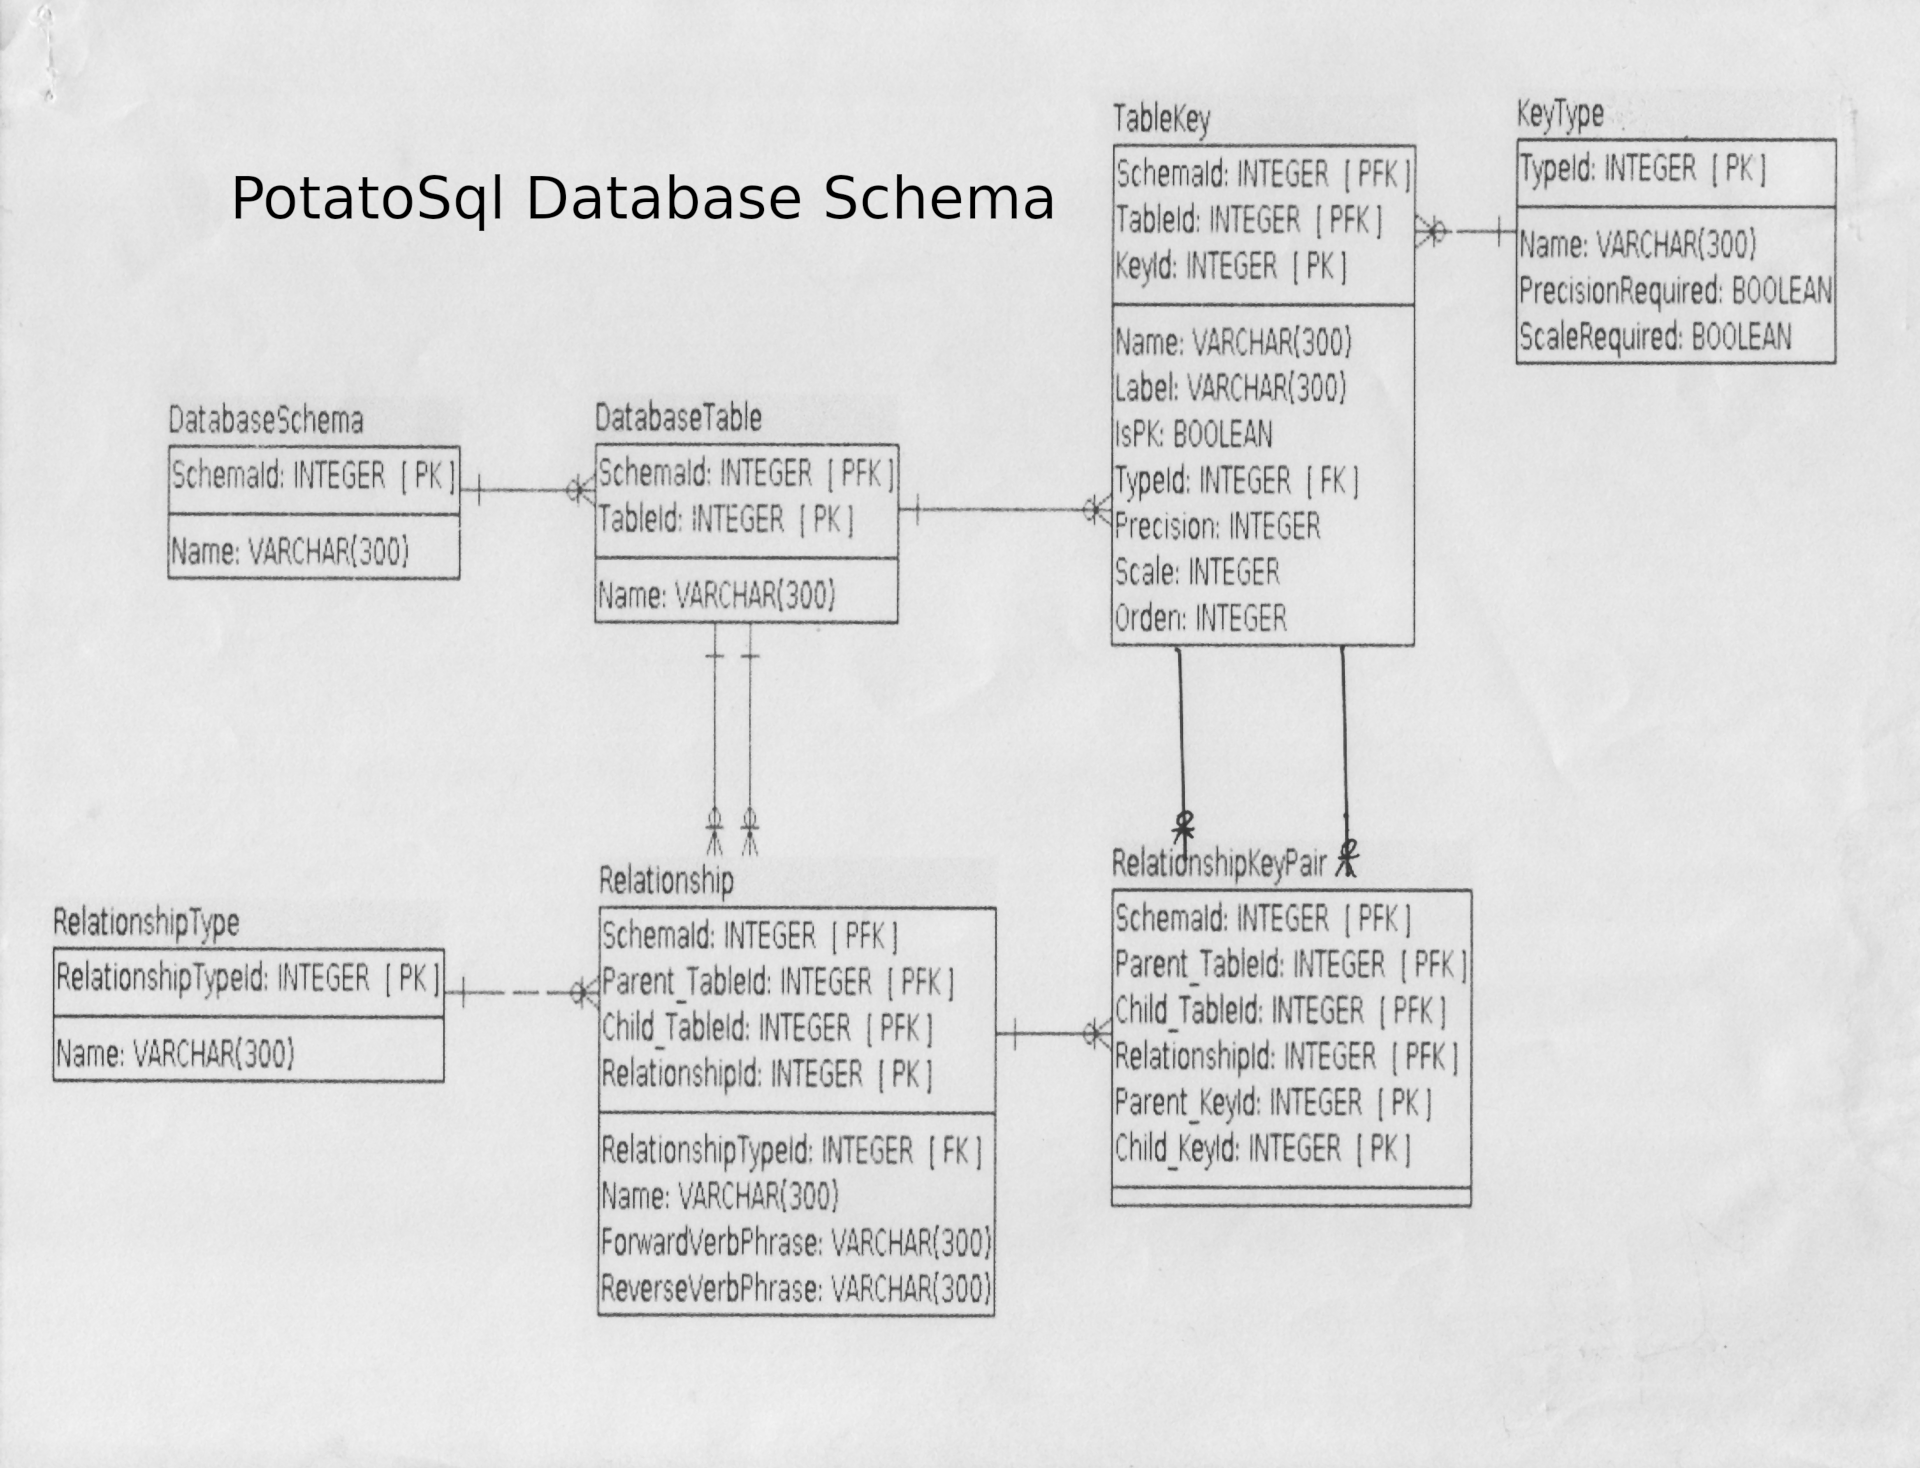 PotatoSql Database Schema
TableKey
SchemaId: INTEGER [ PFK ]
TableId: INTEGER [ PFK ]
KeyId: INTEGER [ PK ]
Name: VARCHAR(300)
Label: VARCHAR(300)
IsPK: BOOLEAN
TypeId: INTEGER [ FK ]
Precision: INTEGER
Scale: INTEGER
Orden: INTEGER
KeyType
TypeId: INTEGER [ PK ]
Name: VARCHAR(300)
PrecisionRequired: BOOLEAN
ScaleRequired: BOOLEAN
DatabaseSchema
SchemaId: INTEGER [ PK ]
Name: VARCHAR(300)
DatabaseTable
SchemaId: INTEGER [ PFK ]
TableId: INTEGER [ PK ]
Name: VARCHAR(300)
RelationshipType
RelationshipTypeId: INTEGER [ PK ]
Name: VARCHAR(300)
Relationship
SchemaId: INTEGER [ PFK ]
Parent_TableId: INTEGER [ PFK ]
Child_TableId: INTEGER [ PFK ]
RelationshipId: INTEGER [ PK ]
RelationshipTypeId: INTEGER [ FK ]
Name: VARCHAR(300)
ForwardVerbPhrase: VARCHAR(300)
ReverseVerbPhrase: VARCHAR(300)
RelationshipKeyPair
SchemaId: INTEGER [ PFK ]
Parent_TableId: INTEGER [ PFK ]
Child_TableId: INTEGER [ PFK ]
RelationshipId: INTEGER [ PFK ]
Parent_KeyId: INTEGER [ PK ]
Child_KeyId: INTEGER [ PK ]